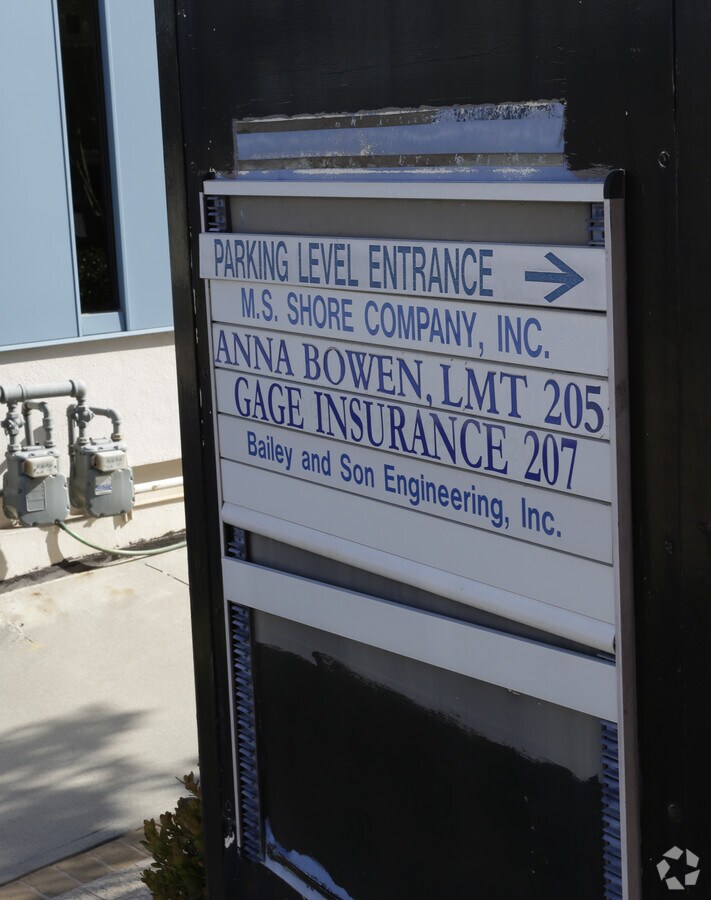 PARKING LEVEL ENTRANCE →
M.S. SHORE COMPANY, INC.
ANNA BOWEN, LMT 205
GAGE INSURANCE 207
Bailey and Son Engineering, Inc.